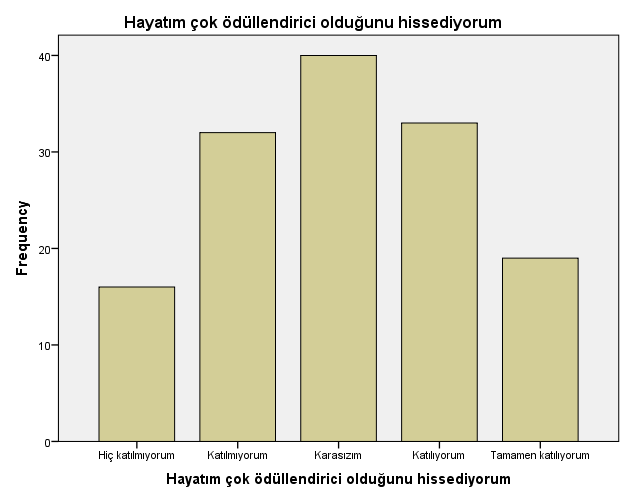 Hayatım çok ödüllendirici olduğunu hissediyorum
40
30
20
10
0
Frequency
Hiç katılmıyorum Katılmıyorum Karasızım Katılıyorum Tamamen katılıyorum
Hayatım çok ödüllendirici olduğunu hissediyorum